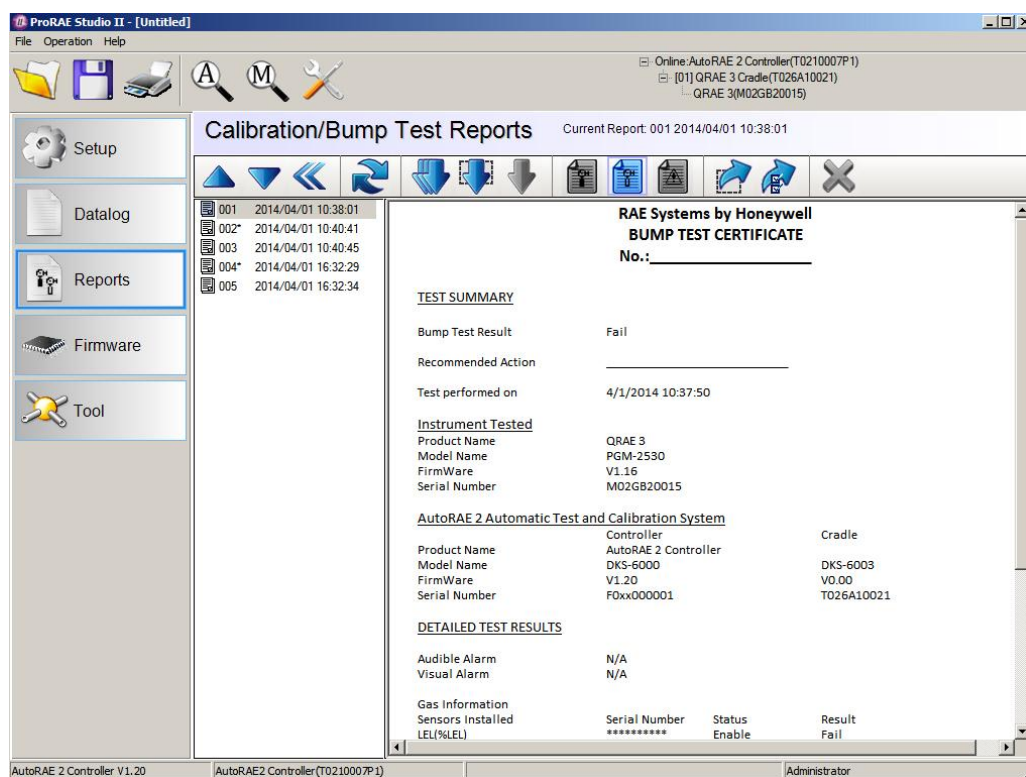 ProRAE Studio II - [Untitled]
File Operation Help
A M
Online:AutoRAE 2 Controller(T0210007P1)
[01] QRAE 3 Cradle(T026A10021)
QRAE 3(M02GB20015)
Setup
Datalog
Reports
Firmware
Tool
Calibration/Bump Test Reports Current Report: 001 2014/04/01 10:38:01
001 2014/04/01 10:38:01
002* 2014/04/01 10:40:41
003 2014/04/01 10:40:45
004* 2014/04/01 16:32:29
005 2014/04/01 16:32:34
RAE Systems by Honeywell
BUMP TEST CERTIFICATE
No.:____________________
TEST SUMMARY
Bump Test Result Fail
Recommended Action ____________________
Test performed on 4/1/2014 10:37:50
Instrument Tested
Product Name QRAE 3
Model Name PGM-2530
FirmWare V1.16
Serial Number M02GB20015
AutoRAE 2 Automatic Test and Calibration System
Controller Cradle
Product Name AutoRAE 2 Controller
Model Name DKS-6000 DKS-6003
FirmWare V1.20 V0.00
Serial Number F0xx000001 T026A10021
DETAILED TEST RESULTS
Audible Alarm N/A
Visual Alarm N/A
Gas Information
Sensors Installed Serial Number Status Result
LEL(%LEL) ********** Enable Fail
AutoRAE 2 Controller V1.20 AutoRAE2 Controller(T0210007P1) Administrator